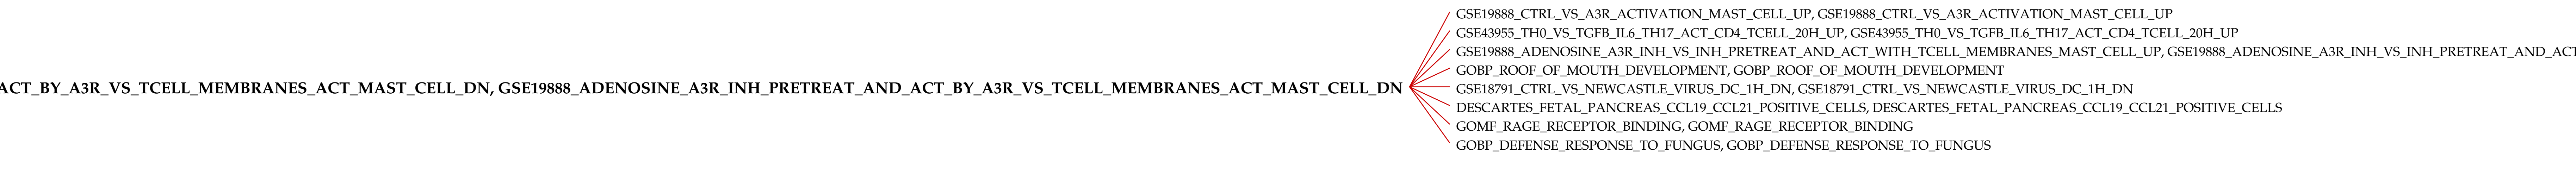 GSE19888_CTRL_VS_A3R_ACTIVATION_MAST_CELL_UP, GSE19888_CTRL_VS_A3R_ACTIVATION_MAST_CELL_UP
GSE43955_TH0_VS_TGFB_IL6_TH17_ACT_CD4_TCELL_20H_UP, GSE43955_TH0_VS_TGFB_IL6_TH17_ACT_CD4_TCELL_20H_UP
GSE19888_ADENOSINE_A3R_INH_VS_INH_PRETREAT_AND_ACT_WITH_TCELL_MEMBRANES_MAST_CELL_UP, GSE19888_ADENOSINE_A3R_INH_VS_INH_PRETREAT_AND_ACT
GOBP_ROOF_OF_MOUTH_DEVELOPMENT, GOBP_ROOF_OF_MOUTH_DEVELOPMENT
ACT_BY_A3R_VS_TCELL_MEMBRANES_ACT_MAST_CELL_DN, GSE19888_ADENOSINE_A3R_INH_PRETREAT_AND_ACT_BY_A3R_VS_TCELL_MEMBRANES_ACT_MAST_CELL_DN
GSE18791_CTRL_VS_NEWCASTLE_VIRUS_DC_1H_DN, GSE18791_CTRL_VS_NEWCASTLE_VIRUS_DC_1H_DN
DESCARTES_FETAL_PANCREAS_CCL19_CCL21_POSITIVE_CELLS, DESCARTES_FETAL_PANCREAS_CCL19_CCL21_POSITIVE_CELLS
GOMF_RAGE_RECEPTOR_BINDING, GOMF_RAGE_RECEPTOR_BINDING
GOBP_DEFENSE_RESPONSE_TO_FUNGUS, GOBP_DEFENSE_RESPONSE_TO_FUNGUS